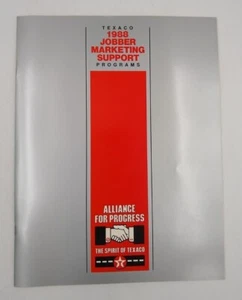 TEXACO
1988
JOBBER
MARKETING
SUPPORT
PROGRAMS
ALLIANCE
FOR PROGRESS
THE SPIRIT OF TEXACO